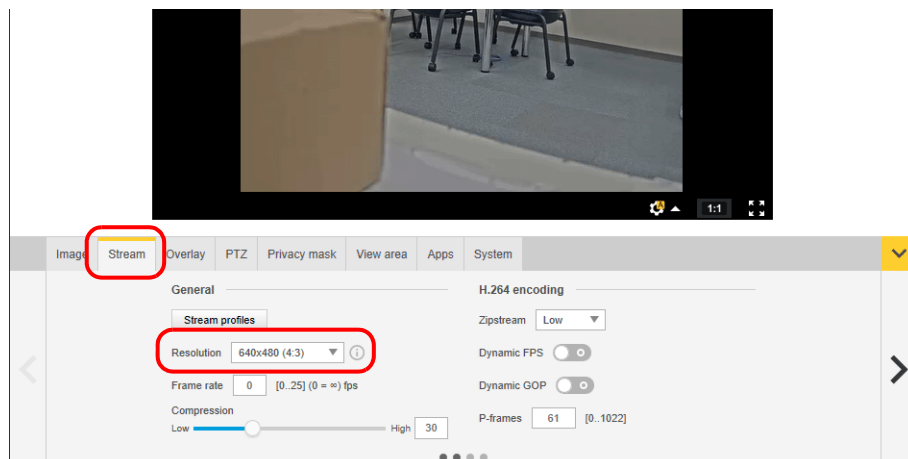 1:1
Image Stream Overlay PTZ Privacy mask View area Apps System
General
Stream profiles
Resolution 640x480 (4:3)
Frame rate 0 [0..25] (0 = ∞) fps
Compression
Low High 30
H.264 encoding
Zipstream Low
Dynamic FPS
Dynamic GOP
P-frames 61 [0..1022]